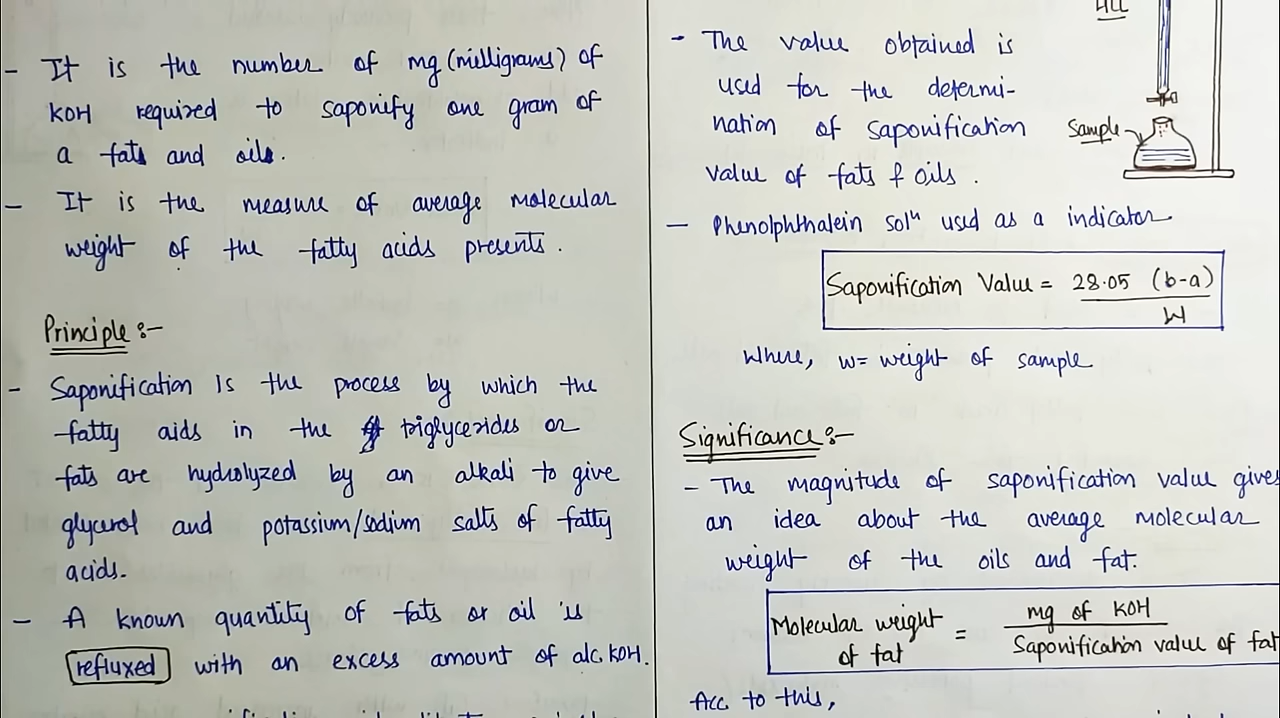 - It is the number of mg (milligrams) of
KOH required to saponify one gram of
a fats and oils.
- It is the measure of average molecular
weight of the fatty acids presents.
Principle :-
- Saponification is the process by which the
fatty aids in the triglycerides or
fats are hydrolyzed by an alkali to give
glycerol and potassium/sodium salts of fatty
acids.
- A known quantity of fats or oil is
refluxed with an excess amount of alc. KOH.
- The value obtained is
used for the determi-
nation of saponification
value of fats & oils.
Sample
- Phenolphthalein solⁿ used as a indicator
Saponification Value = 28.05 (b-a)
W
Where, w= weight of sample
Significance :-
- The magnitude of saponification value gives
an idea about the average molecular
weight of the oils and fat.
Molecular weight of fat = mg of KOH
Saponification value of fat
Acc to this,